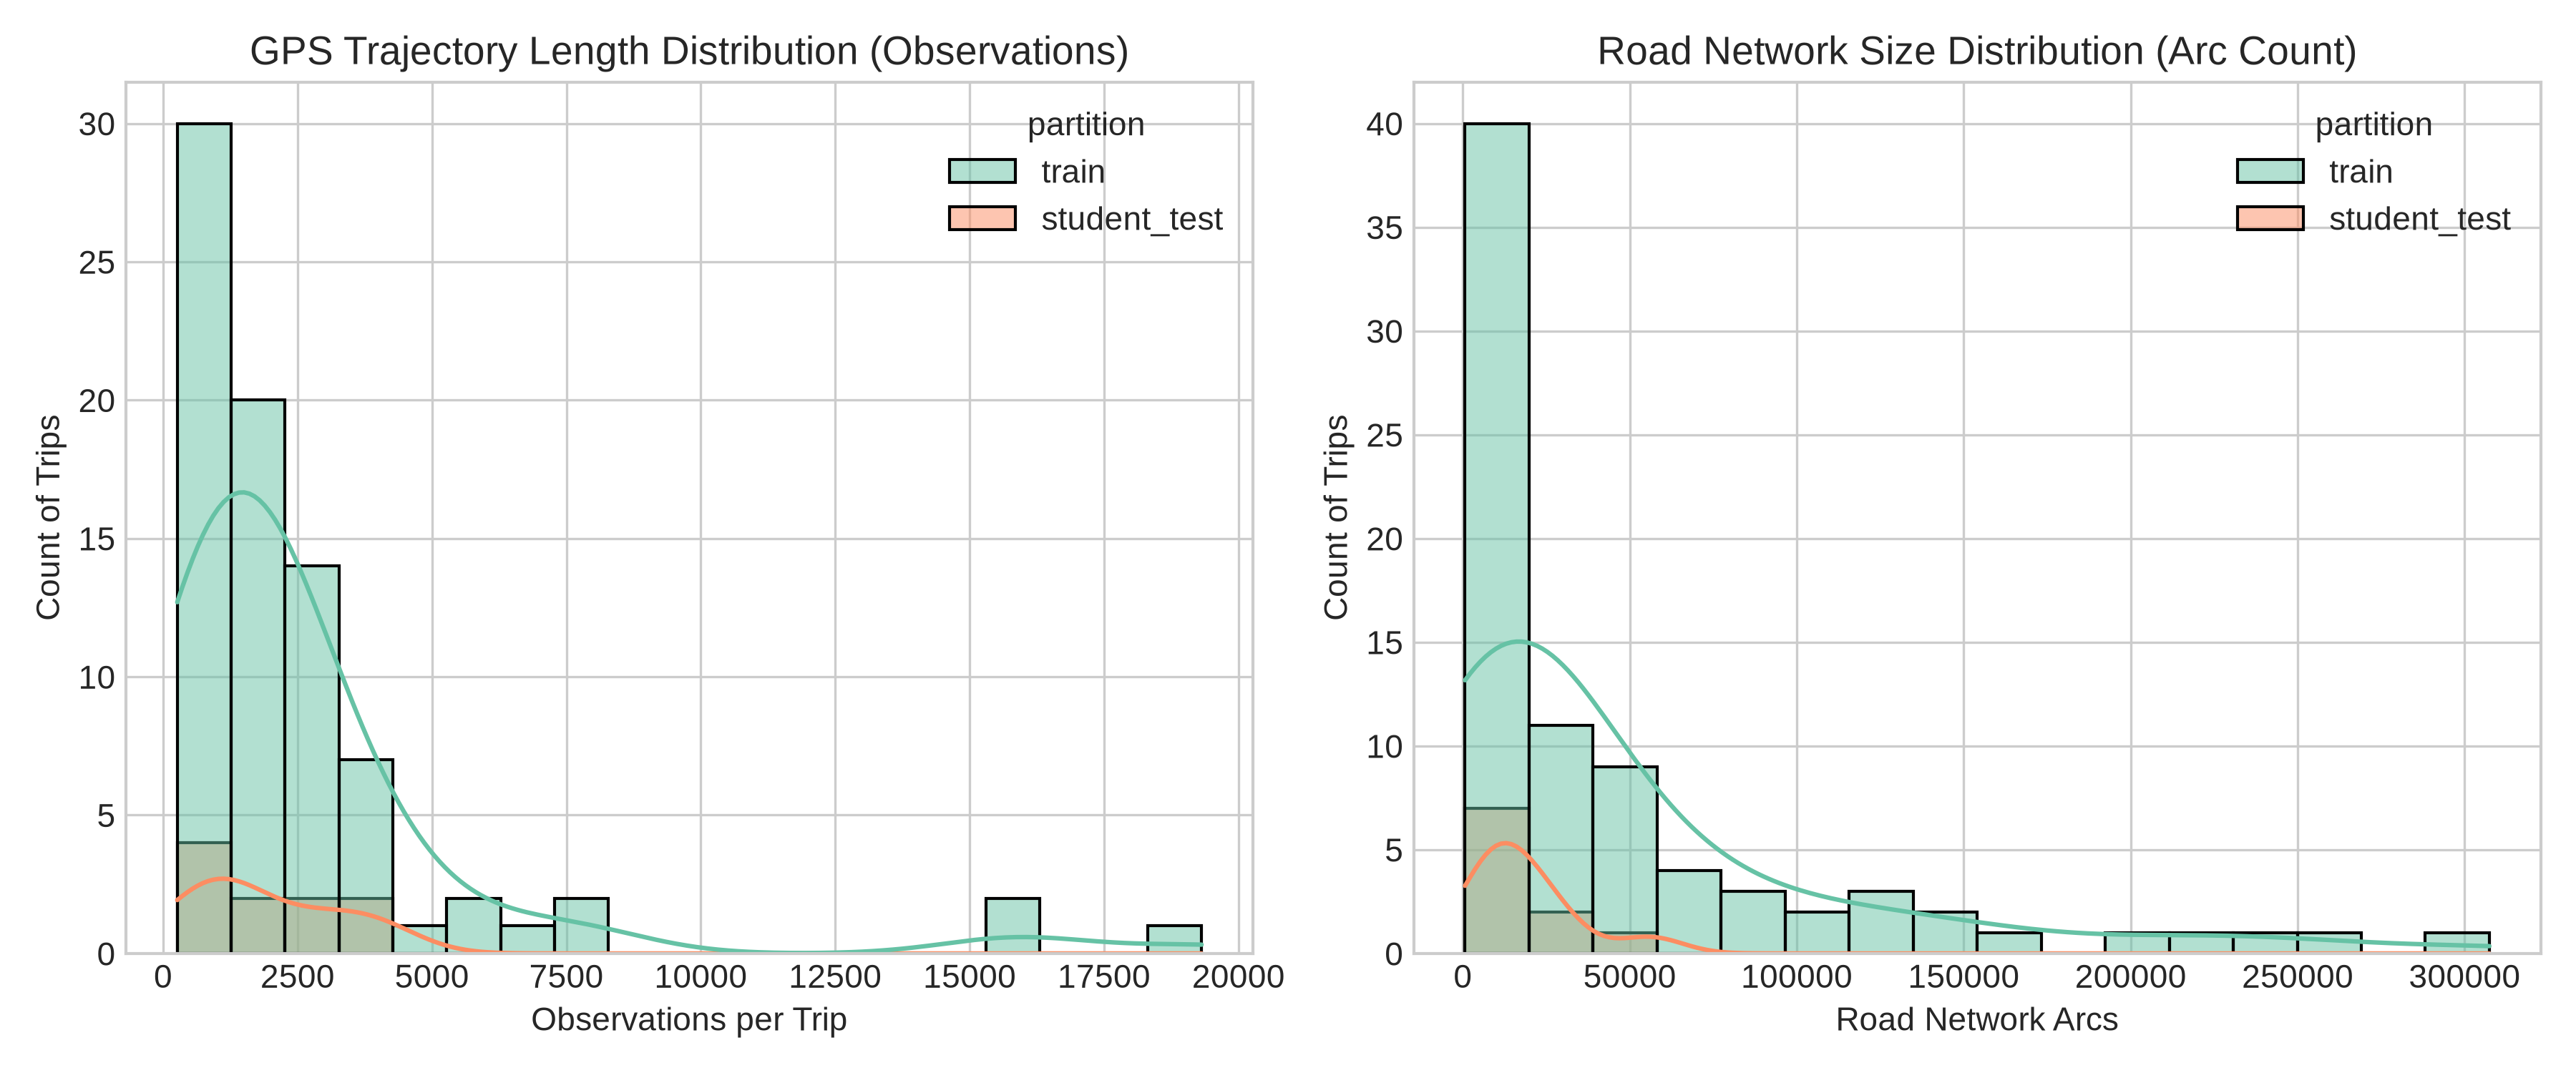 GPS Trajectory Length Distribution (Observations)
partition
train
student_test
30
25
20
15
10
5
0
Count of Trips
0 2500 5000 7500 10000 12500 15000 17500 20000
Observations per Trip
Road Network Size Distribution (Arc Count)
partition
train
student_test
40
35
30
25
20
15
10
5
0
Count of Trips
0 50000 100000 150000 200000 250000 300000
Road Network Arcs